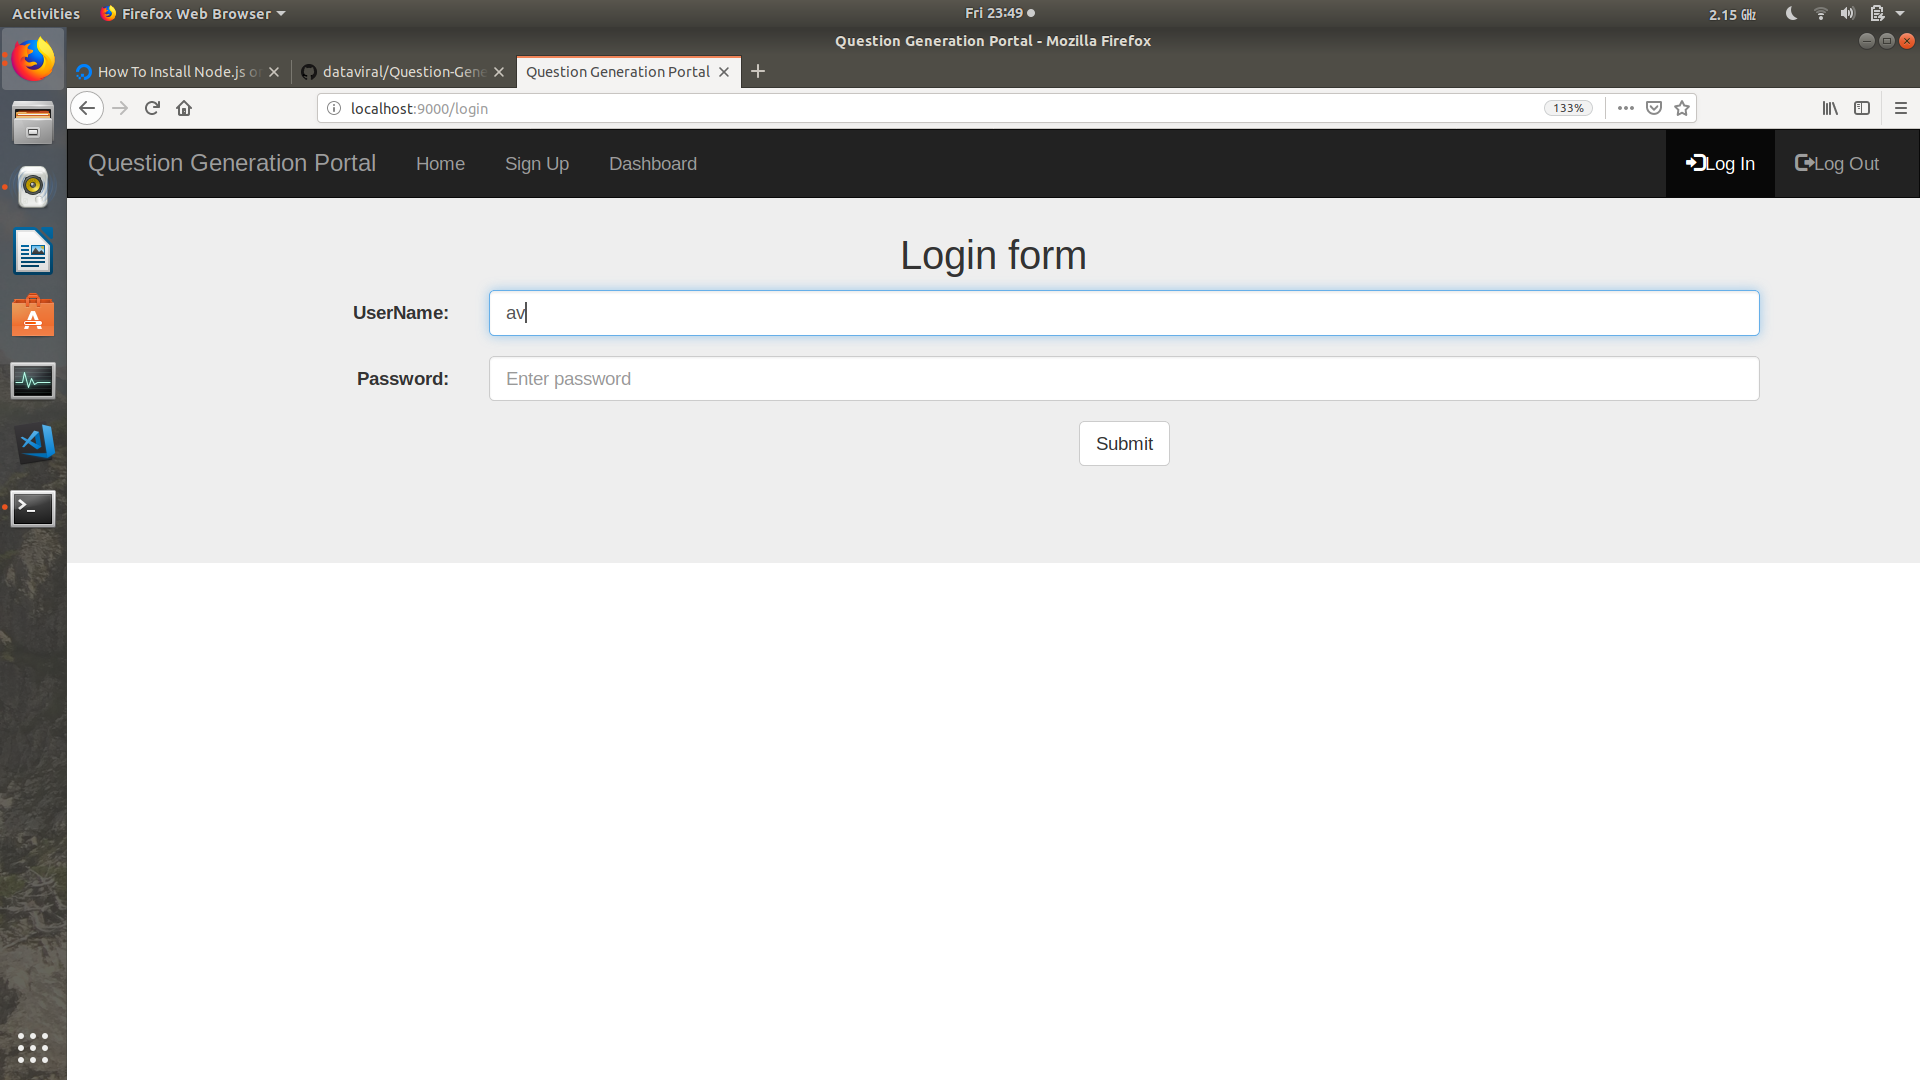 Activities Firefox Web Browser Fri 23:49 2.15 GHz
Question Generation Portal - Mozilla Firefox
How To Install Node.js o dataviral/Question-Gene Question Generation Portal
localhost:9000/login 133%
Question Generation Portal Home Sign Up Dashboard Log In Log Out
Login form
UserName: av
Password: Enter password
Submit